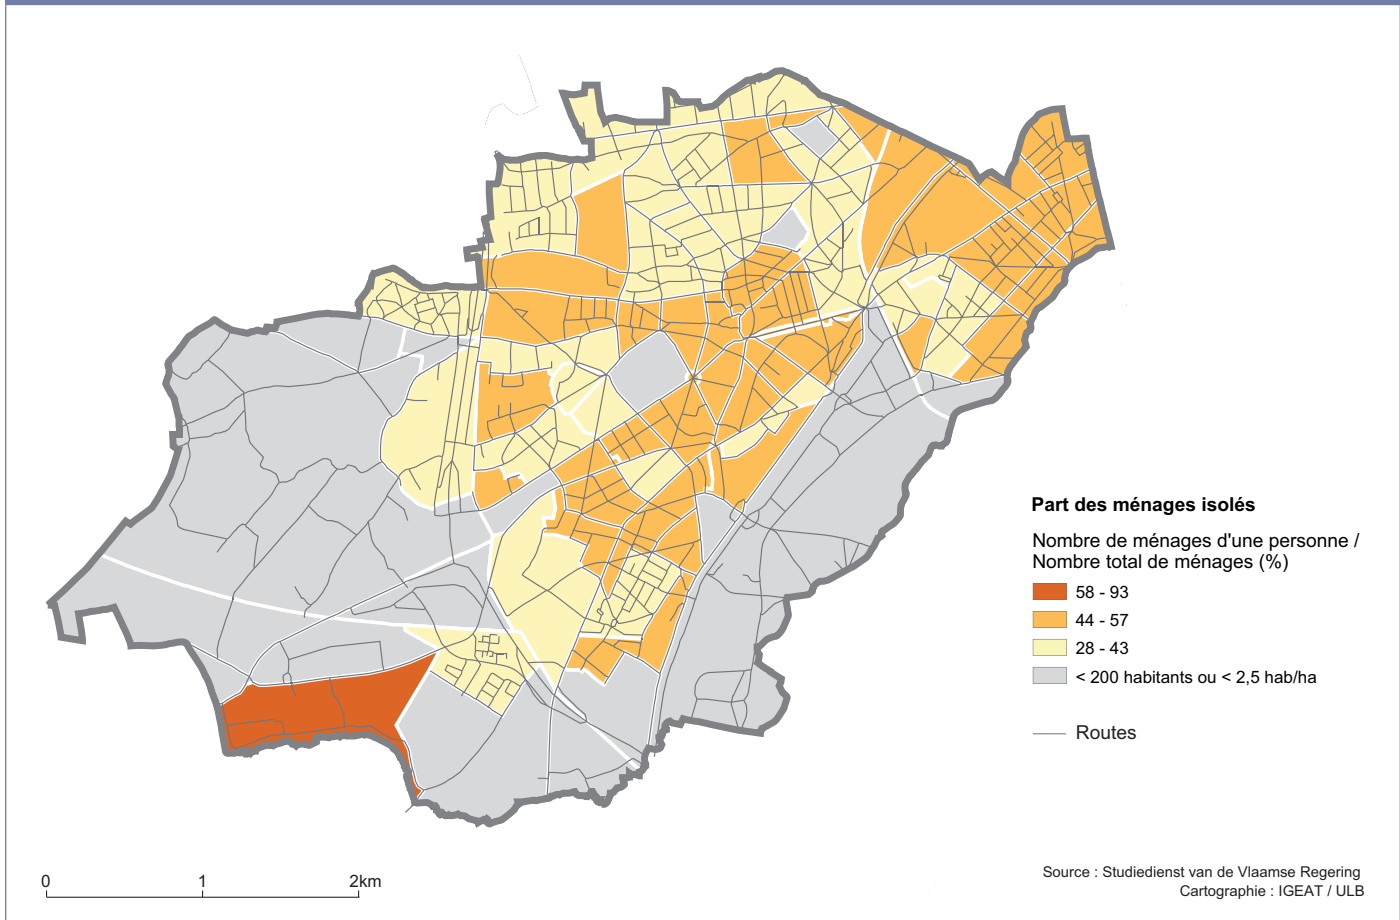 Part des ménages isolés
Nombre de ménages d'une personne /
Nombre total de ménages (%)
58 - 93
44 - 57
28 - 43
< 200 habitants ou < 2,5 hab/ha
Routes
0 1 2km
Source : Studiedienst van de Vlaamse Regering
Cartographie : IGEAT / ULB